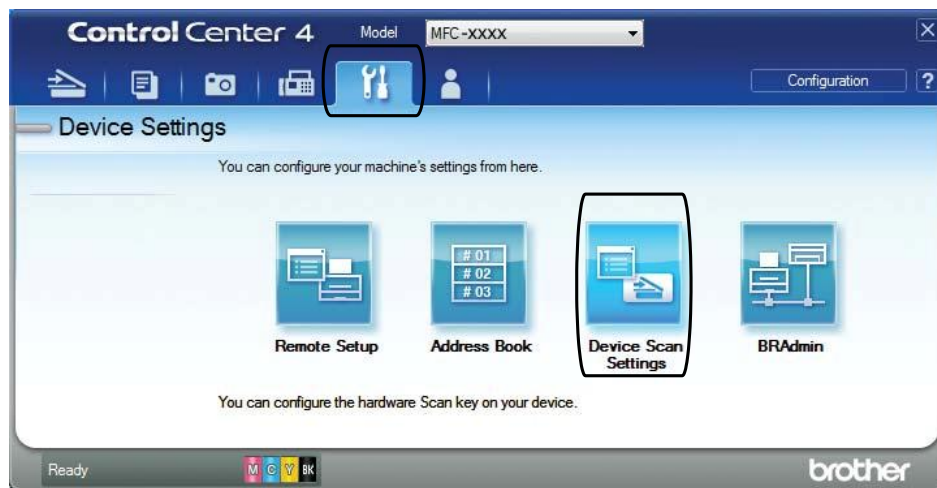 Control Center 4 Model MFC-XXXX
Configuration ?
Device Settings
You can configure your machine's settings from here.
# 01
# 02
# 03
Remote Setup Address Book Device Scan Settings BRAdmin
You can configure the hardware Scan key on your device.
Ready M C Y BK brother